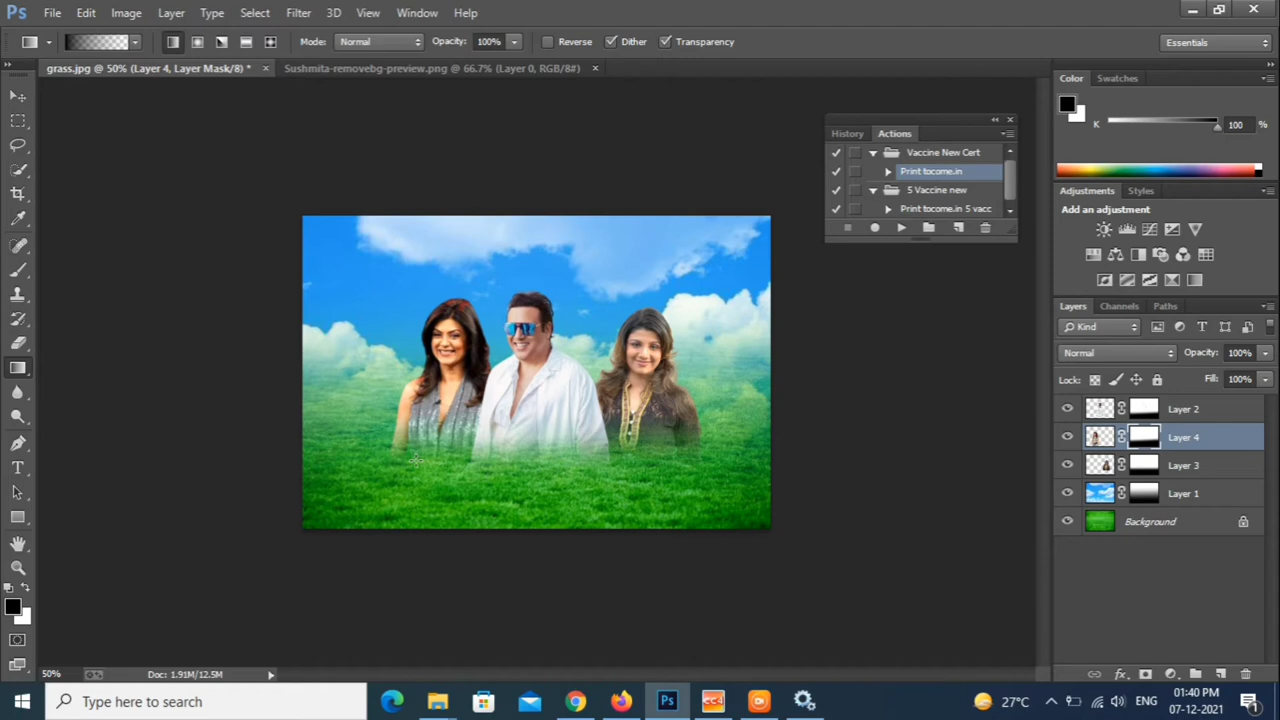 Ps File Edit Image Layer Type Select Filter 3D View Window Help
Mode: Normal Opacity: 100% Reverse Dither Transparency Essentials
grass.jpg @ 50% (Layer 4, Layer Mask/8) * × Sushmita-removebg-preview.png @ 66.7% (Layer 0, RGB/8#) ×
Color Swatches
K 100 %
History Actions
Vaccine New Cert
Print tocome.in
5 Vaccine new
Print tocome.in 5 vacc
Adjustments Styles
Add an adjustment
Layers Channels Paths
Kind
Normal Opacity: 100%
Lock: Fill: 100%
Layer 2
Layer 4
Layer 3
Layer 1
Background
50% Doc: 1.91M/12.5M
Type here to search
Ps CC4 27°C ENG 01:40 PM
07-12-2021 1